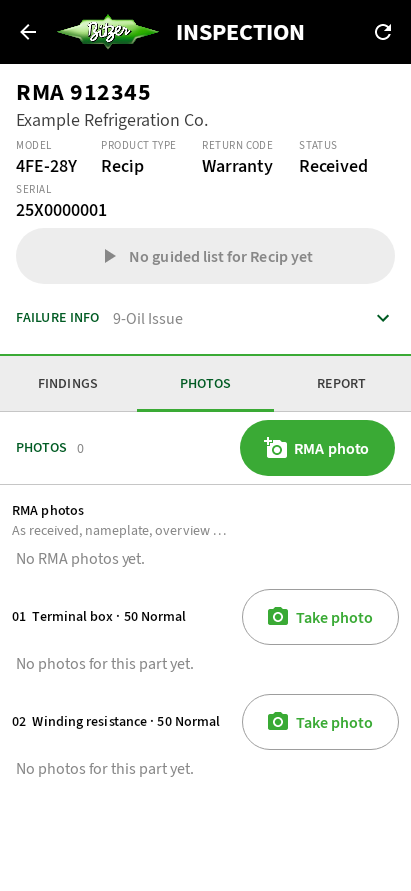 Bitzer INSPECTION
RMA 912345
Example Refrigeration Co.
MODEL PRODUCT TYPE RETURN CODE STATUS
4FE-28Y Recip Warranty Received
SERIAL
25X0000001
No guided list for Recip yet
FAILURE INFO 9-Oil Issue
FINDINGS PHOTOS REPORT
PHOTOS 0 RMA photo
RMA photos
As received, nameplate, overview …
No RMA photos yet.
01 Terminal box · 50 Normal Take photo
No photos for this part yet.
02 Winding resistance · 50 Normal Take photo
No photos for this part yet.